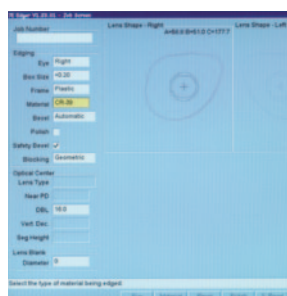 Job Number
Lens Shape - Right
Lens Shape - Left
Edging:
Eye Right
Box Size +0.20
Frame Plastic
Material CR-39
Bevel Automatic
Polish
Safety Bevel
Blocking Geometric
Optical Center
Lens Type
Near PD
DBL 18.0
Vert. Dec.
Seg Height
Lens Blank
Diameter 0
Select the type of material being edged.